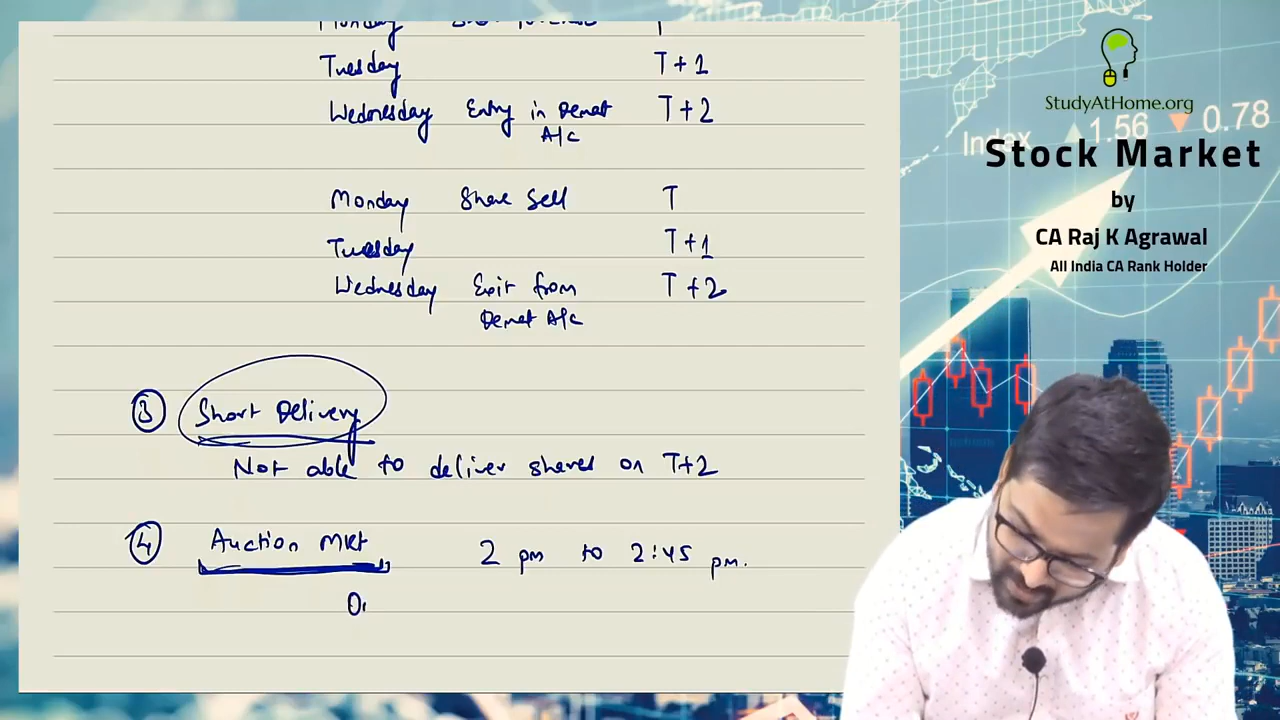 Monday
Tuesday T+1
Wednesday Entry in Demat T+2
A/c
Monday Share Sell T
Tuesday T+1
Wednesday Exit from T+2
Demat A/c
3 Short Delivery
Not able to deliver shares on T+2
4 Auction Mkt 2 pm to 2:45 pm.
StudyAtHome.org
Index 1.56 0.78
Stock Market
by
CA Raj K Agrawal
All India CA Rank Holder